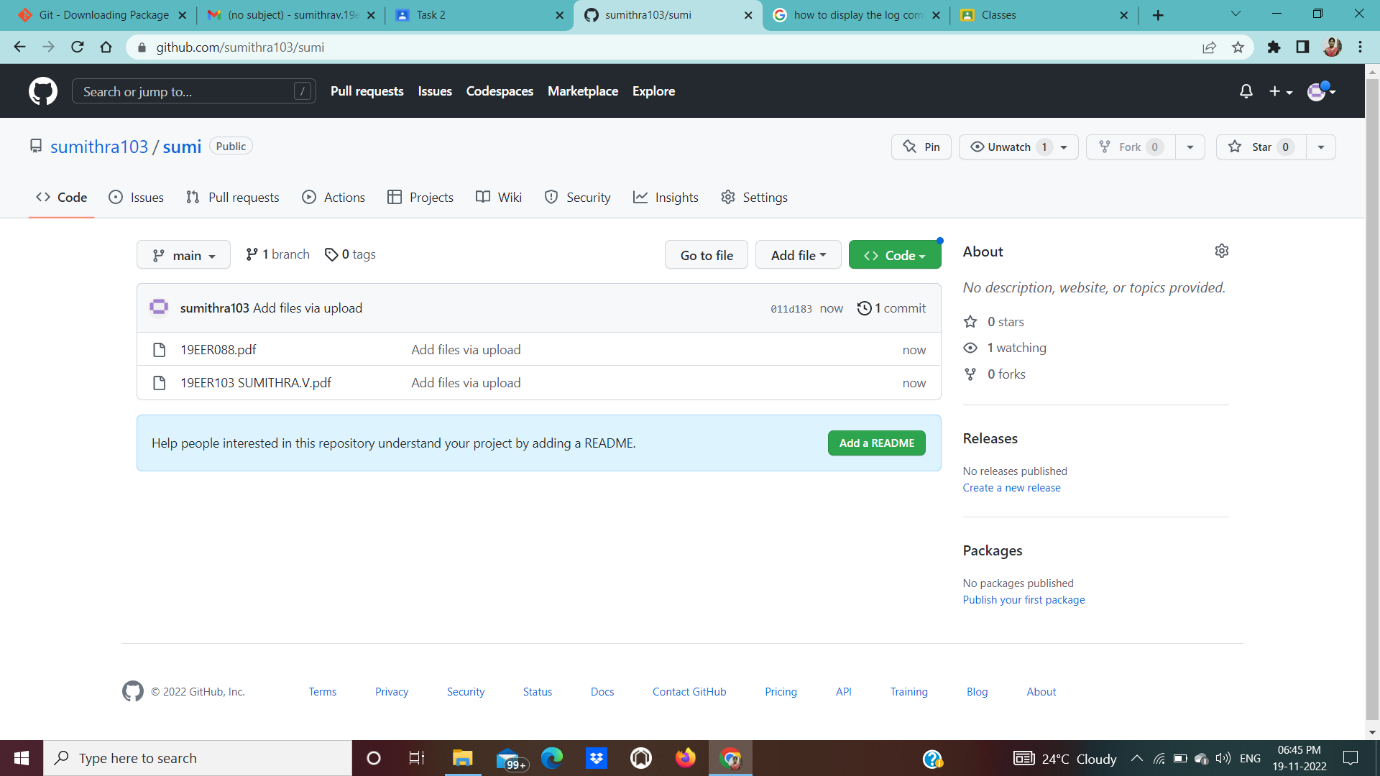 Git - Downloading Package
(no subject) - sumithrav.19e
Task 2
sumithra103/sumi
how to display the log com
Classes
github.com/sumithra103/sumi
Search or jump to... /
Pull requests Issues Codespaces Marketplace Explore
sumithra103 / sumi Public
Pin Unwatch 1 Fork 0 Star 0
Code Issues Pull requests Actions Projects Wiki Security Insights Settings
main 1 branch 0 tags
Go to file Add file Code
sumithra103 Add files via upload 011d183 now 1 commit
19EER088.pdf Add files via upload now
19EER103 SUMITHRA.V.pdf Add files via upload now
Help people interested in this repository understand your project by adding a README. Add a README
About
No description, website, or topics provided.
0 stars
1 watching
0 forks
Releases
No releases published
Create a new release
Packages
No packages published
Publish your first package
© 2022 GitHub, Inc. Terms Privacy Security Status Docs Contact GitHub Pricing API Training Blog About
Type here to search
99+
24°C Cloudy
ENG
06:45 PM
19-11-2022